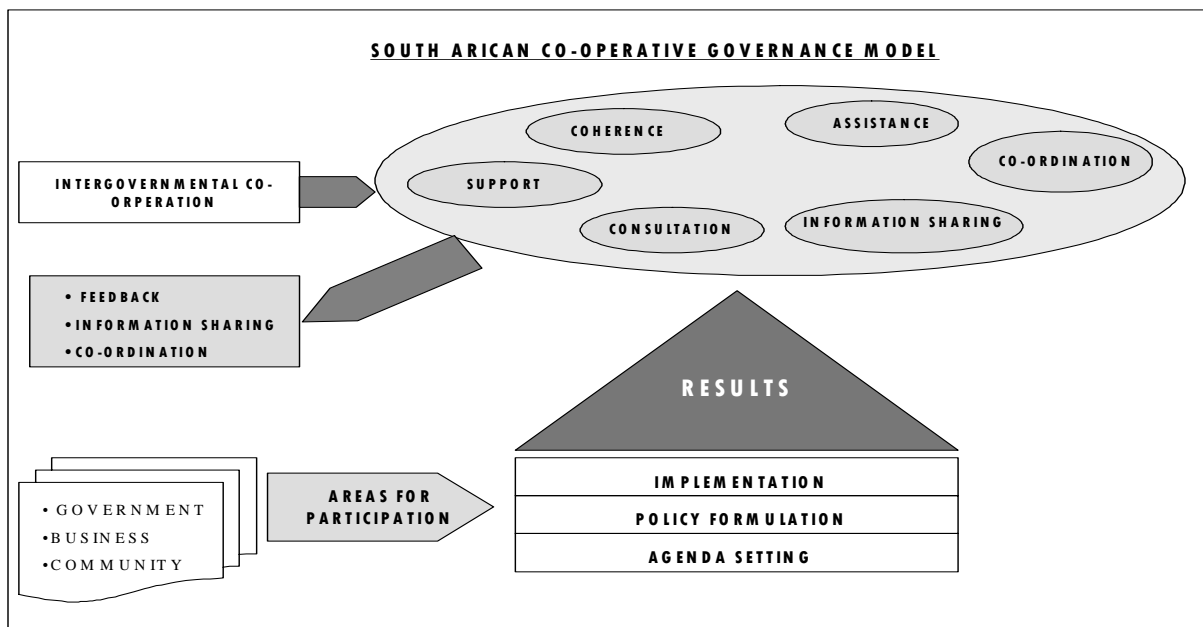 SOUTH ARICAN CO-OPERATIVE GOVERNANCE MODEL
COHERENCE
ASSISTANCE
CO-ORDINATION
SUPPORT
CONSULTATION
INFORMATION SHARING
INTERGOVERNMENTAL CO-
ORPERATION
• FEEDBACK
• INFORMATION SHARING
• CO-ORDINATION
RESULTS
• GOVERNMENT
• BUSINESS
• COMMUNITY
AREAS FOR
PARTICIPATION
IMPLEMENTATION
POLICY FORMULATION
AGENDA SETTING